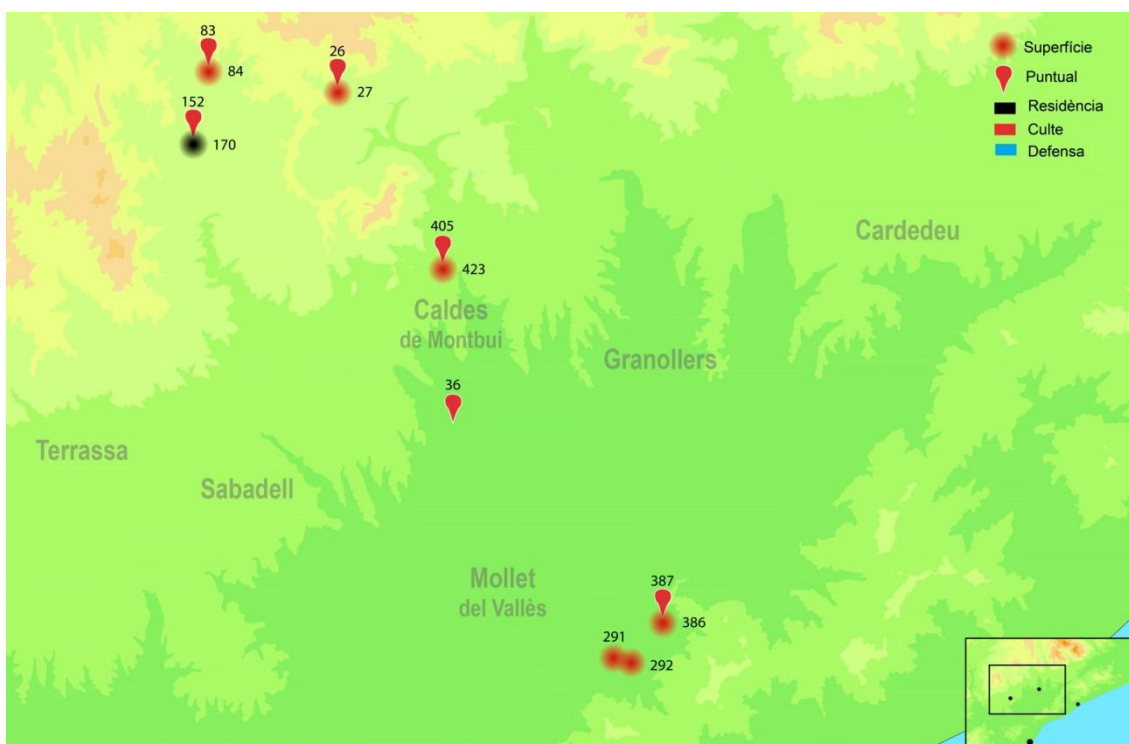 83
84
26
27
152
170
Superfície
Puntual
Residència
Culte
Defensa
405
423
Cardedeu
Caldes
de Montbui
Granollers
36
Terrassa
Sabadell
Mollet
del Vallès
387
386
291
292